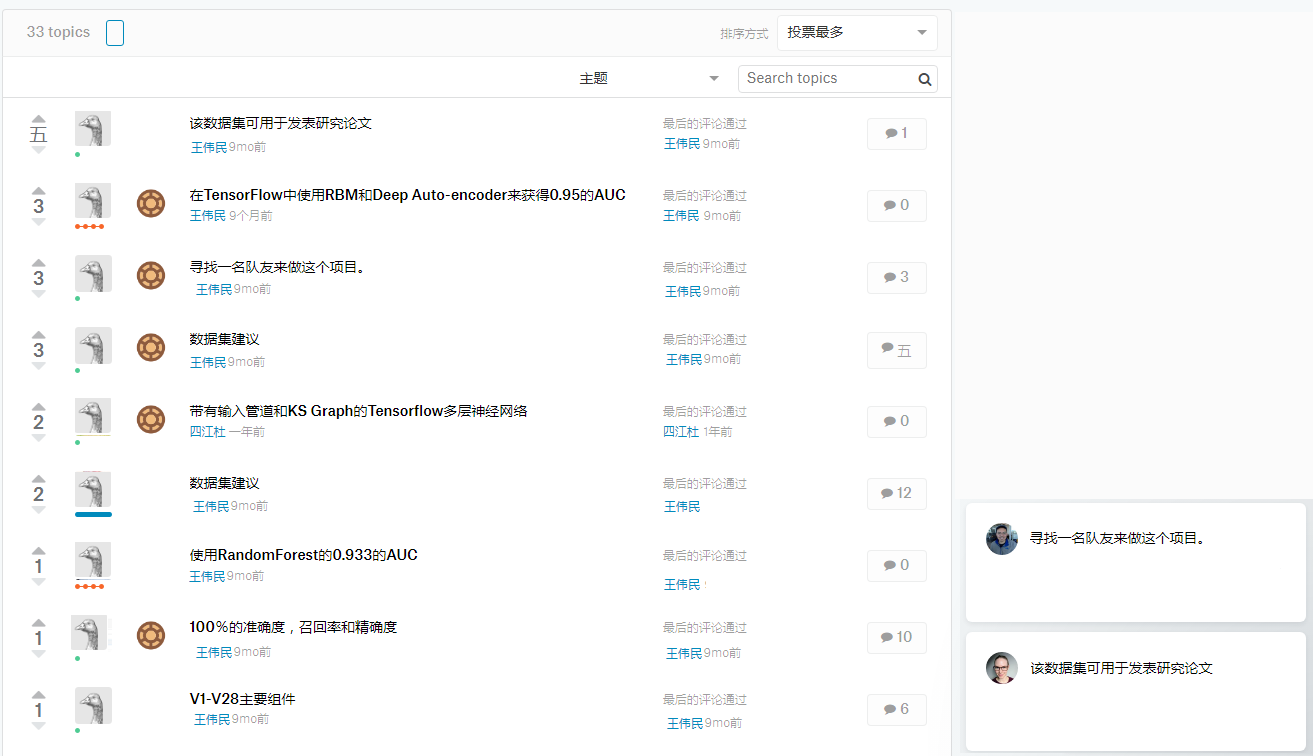 33 topics
排序方式 投票最多
主题 Search topics
五 该数据集可用于发表研究论文 最后的评论通过 1
王伟民9mo前 王伟民9mo前
3 在TensorFlow中使用RBM和Deep Auto-encoder来获得0.95的AUC 最后的评论通过 0
王伟民 9个月前 王伟民 9mo前
3 寻找一名队友来做这个项目。 最后的评论通过 3
王伟民9mo前 王伟民9mo前
3 数据集建议 最后的评论通过 五
王伟民9mo前 王伟民9mo前
2 带有输入管道和KS Graph的Tensorflow多层神经网络 最后的评论通过 0
四江杜 一年前 四江杜 1年前
2 数据集建议 最后的评论通过 12
王伟民9mo前 王伟民
1 使用RandomForest的0.933的AUC 最后的评论通过 0
王伟民9mo前 王伟民
1 100％的准确度，召回率和精确度 最后的评论通过 10
王伟民9mo前 王伟民9mo前
1 V1-V28主要组件 最后的评论通过 6
王伟民9mo前 王伟民9mo前
寻找一名队友来做这个项目。
该数据集可用于发表研究论文